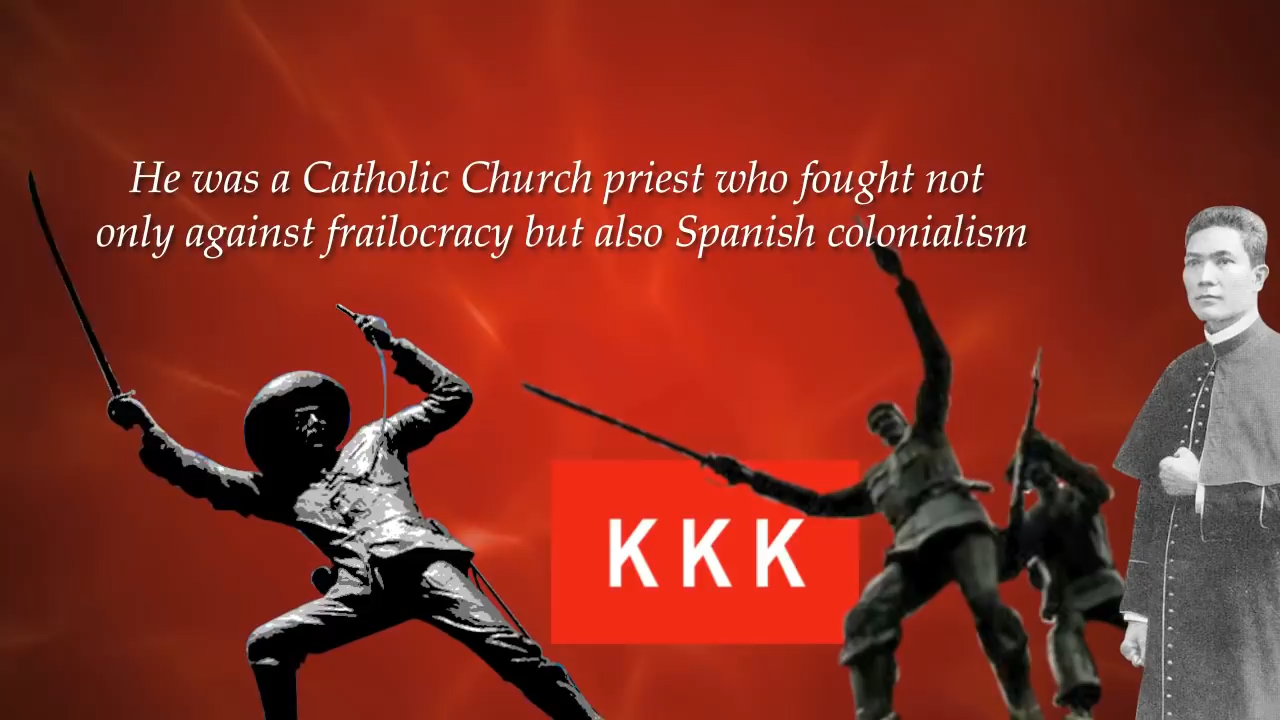 He was a Catholic Church priest who fought not
only against frailocracy but also Spanish colonialism
KKK